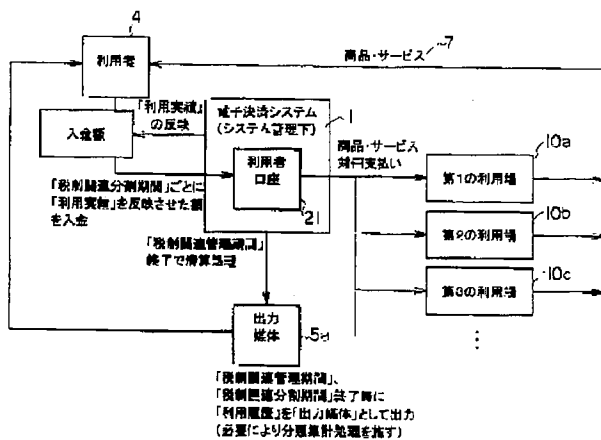 4
利用者
商品・サービス
7
「利用実績」
の反映
入金額
電子決済システム
(システム管理下)
1
利用者
口座
21
商品・サービス
対価支払い
「税制関連分割期間」ごとに
「利用実績」を反映させた額
を入金
「税制関連管理期間」
終了で清算処理
10a
第1の利用場
10b
第2の利用場
10c
第3の利用場
出力
媒体
5a
「税制関連管理期間」、
「税制関連分割期間」終了時に
「利用履歴」を「出力媒体」として出力
(必要により分類集計処理を施す)